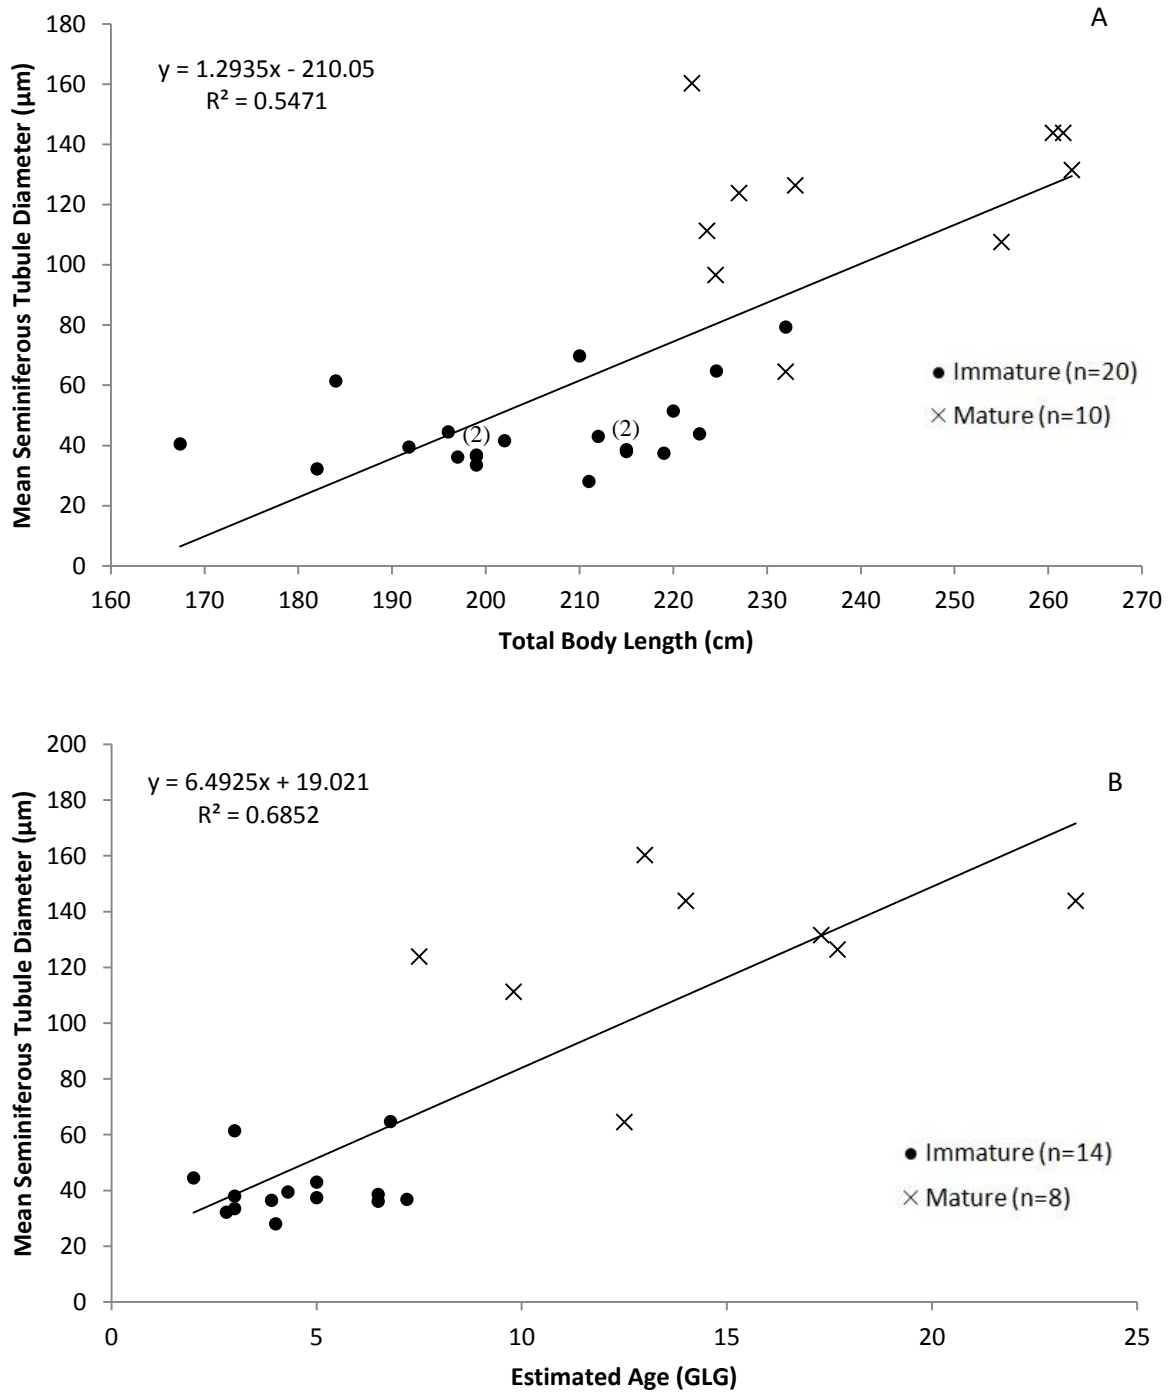 A
180
160
140
120
100
80
60
40
20
0
Mean Seminiferous Tubule Diameter (µm)
y = 1.2935x - 210.05
R² = 0.5471
(2)
(2)
Immature (n=20)
Mature (n=10)
160 170 180 190 200 210 220 230 240 250 260 270
Total Body Length (cm)
B
200
180
160
140
120
100
80
60
40
20
0
Mean Seminiferous Tubule Diameter (µm)
y = 6.4925x + 19.021
R² = 0.6852
Immature (n=14)
Mature (n=8)
0 5 10 15 20 25
Estimated Age (GLG)